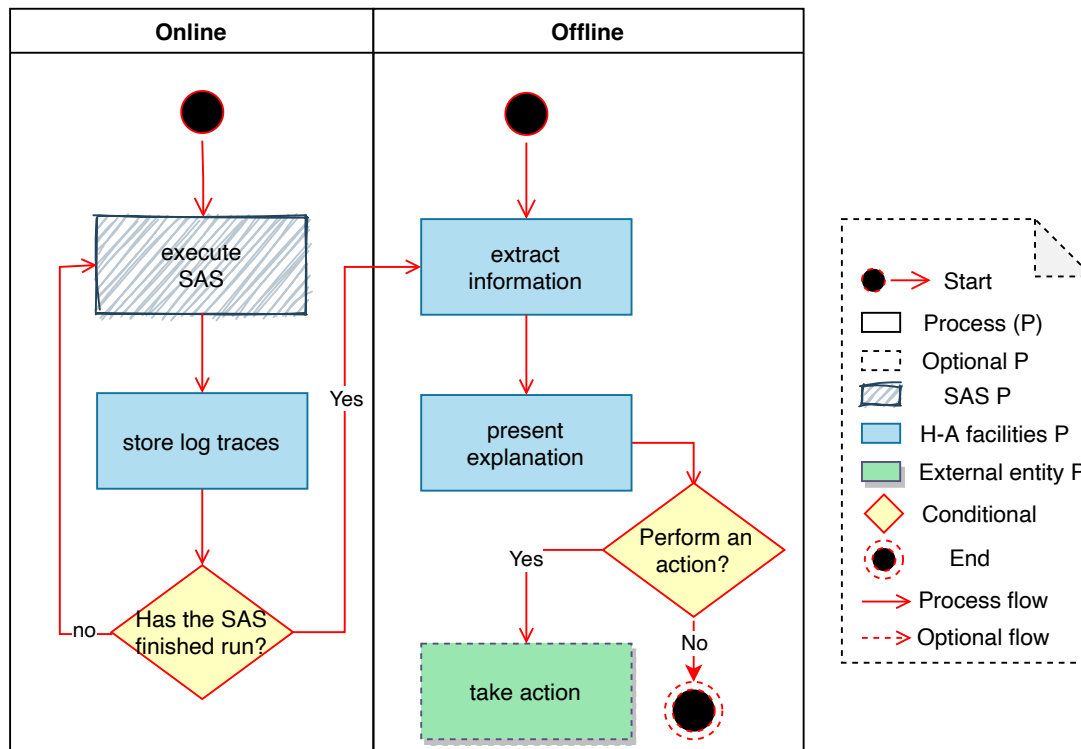 Online
Offline
execute
SAS
store log traces
Has the SAS
finished run?
no
Yes
extract
information
present
explanation
Perform an
action?
Yes
No
take action
Start
Process (P)
Optional P
SAS P
H-A facilities P
External entity P
Conditional
End
Process flow
Optional flow